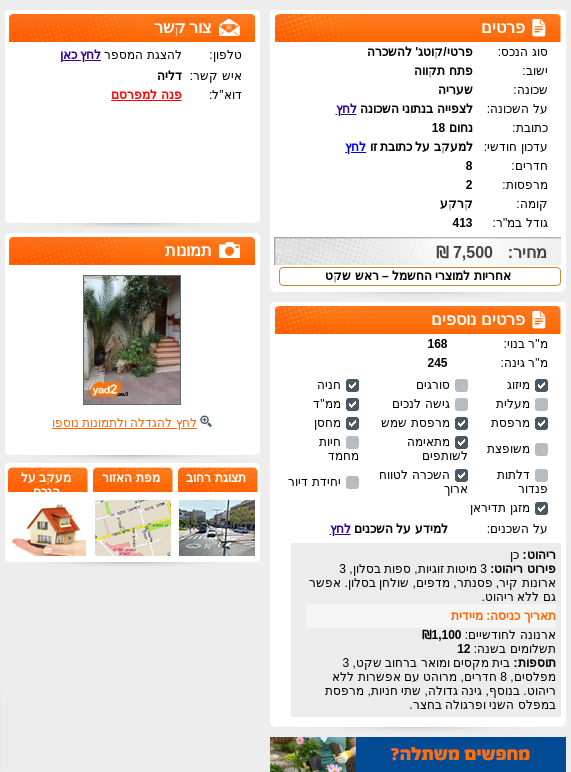 פרטים
סוג הנכס: פרטי/קוטג' להשכרה
ישוב: פתח תקווה
שכונה: שעריה
על השכונה: לצפייה בנתוני השכונה לחץ
כתובת: נחום 18
עדכון חודשי: למעקב על כתובת זו לחץ
חדרים: 8
מרפסות: 2
קומה: קרקע
גודל במ"ר: 413
מחיר: 7,500 ₪
אחריות למוצרי החשמל – ראש שקט
צור קשר
טלפון: להצגת המספר לחץ כאן
איש קשר: דליה
דוא"ל: פנה למפרסם
תמונות
yad2
לחץ להגדלה ולתמונות נוספו
תצוגת רחוב
מפת האזור
מעקב על
הנכס
פרטים נוספים
מ"ר בנוי: 168
מ"ר גינה: 245
מיזוג סורגים חניה
מעלית גישה לנכים ממ"ד
מרפסת מרפסת שמש מחסן
משופצת מתאימה לשותפים חיות מחמד
דלתות פנדור השכרה לטווח ארוך יחידת דיור
מזגן תדיראן
על השכנים: למידע על השכנים לחץ
ריהוט: כן
פירוט ריהוט: 3 מיטות זוגיות, ספות בסלון, 3
ארונות קיר, פסנתר, מדפים, שולחן בסלון. אפשר
גם ללא ריהוט.
תאריך כניסה: מיידית
ארנונה לחודשיים: 1,100₪
תשלומים בשנה: 12
תוספות: בית מקסים ומואר ברחוב שקט, 3
מפלסים, 8 חדרים, מרוהט עם אפשרות ללא
ריהוט. בנוסף, גינה גדולה, שתי חניות, מרפסת
במפלס השני ופרגולה בחצר.
מחפשים משתלה?